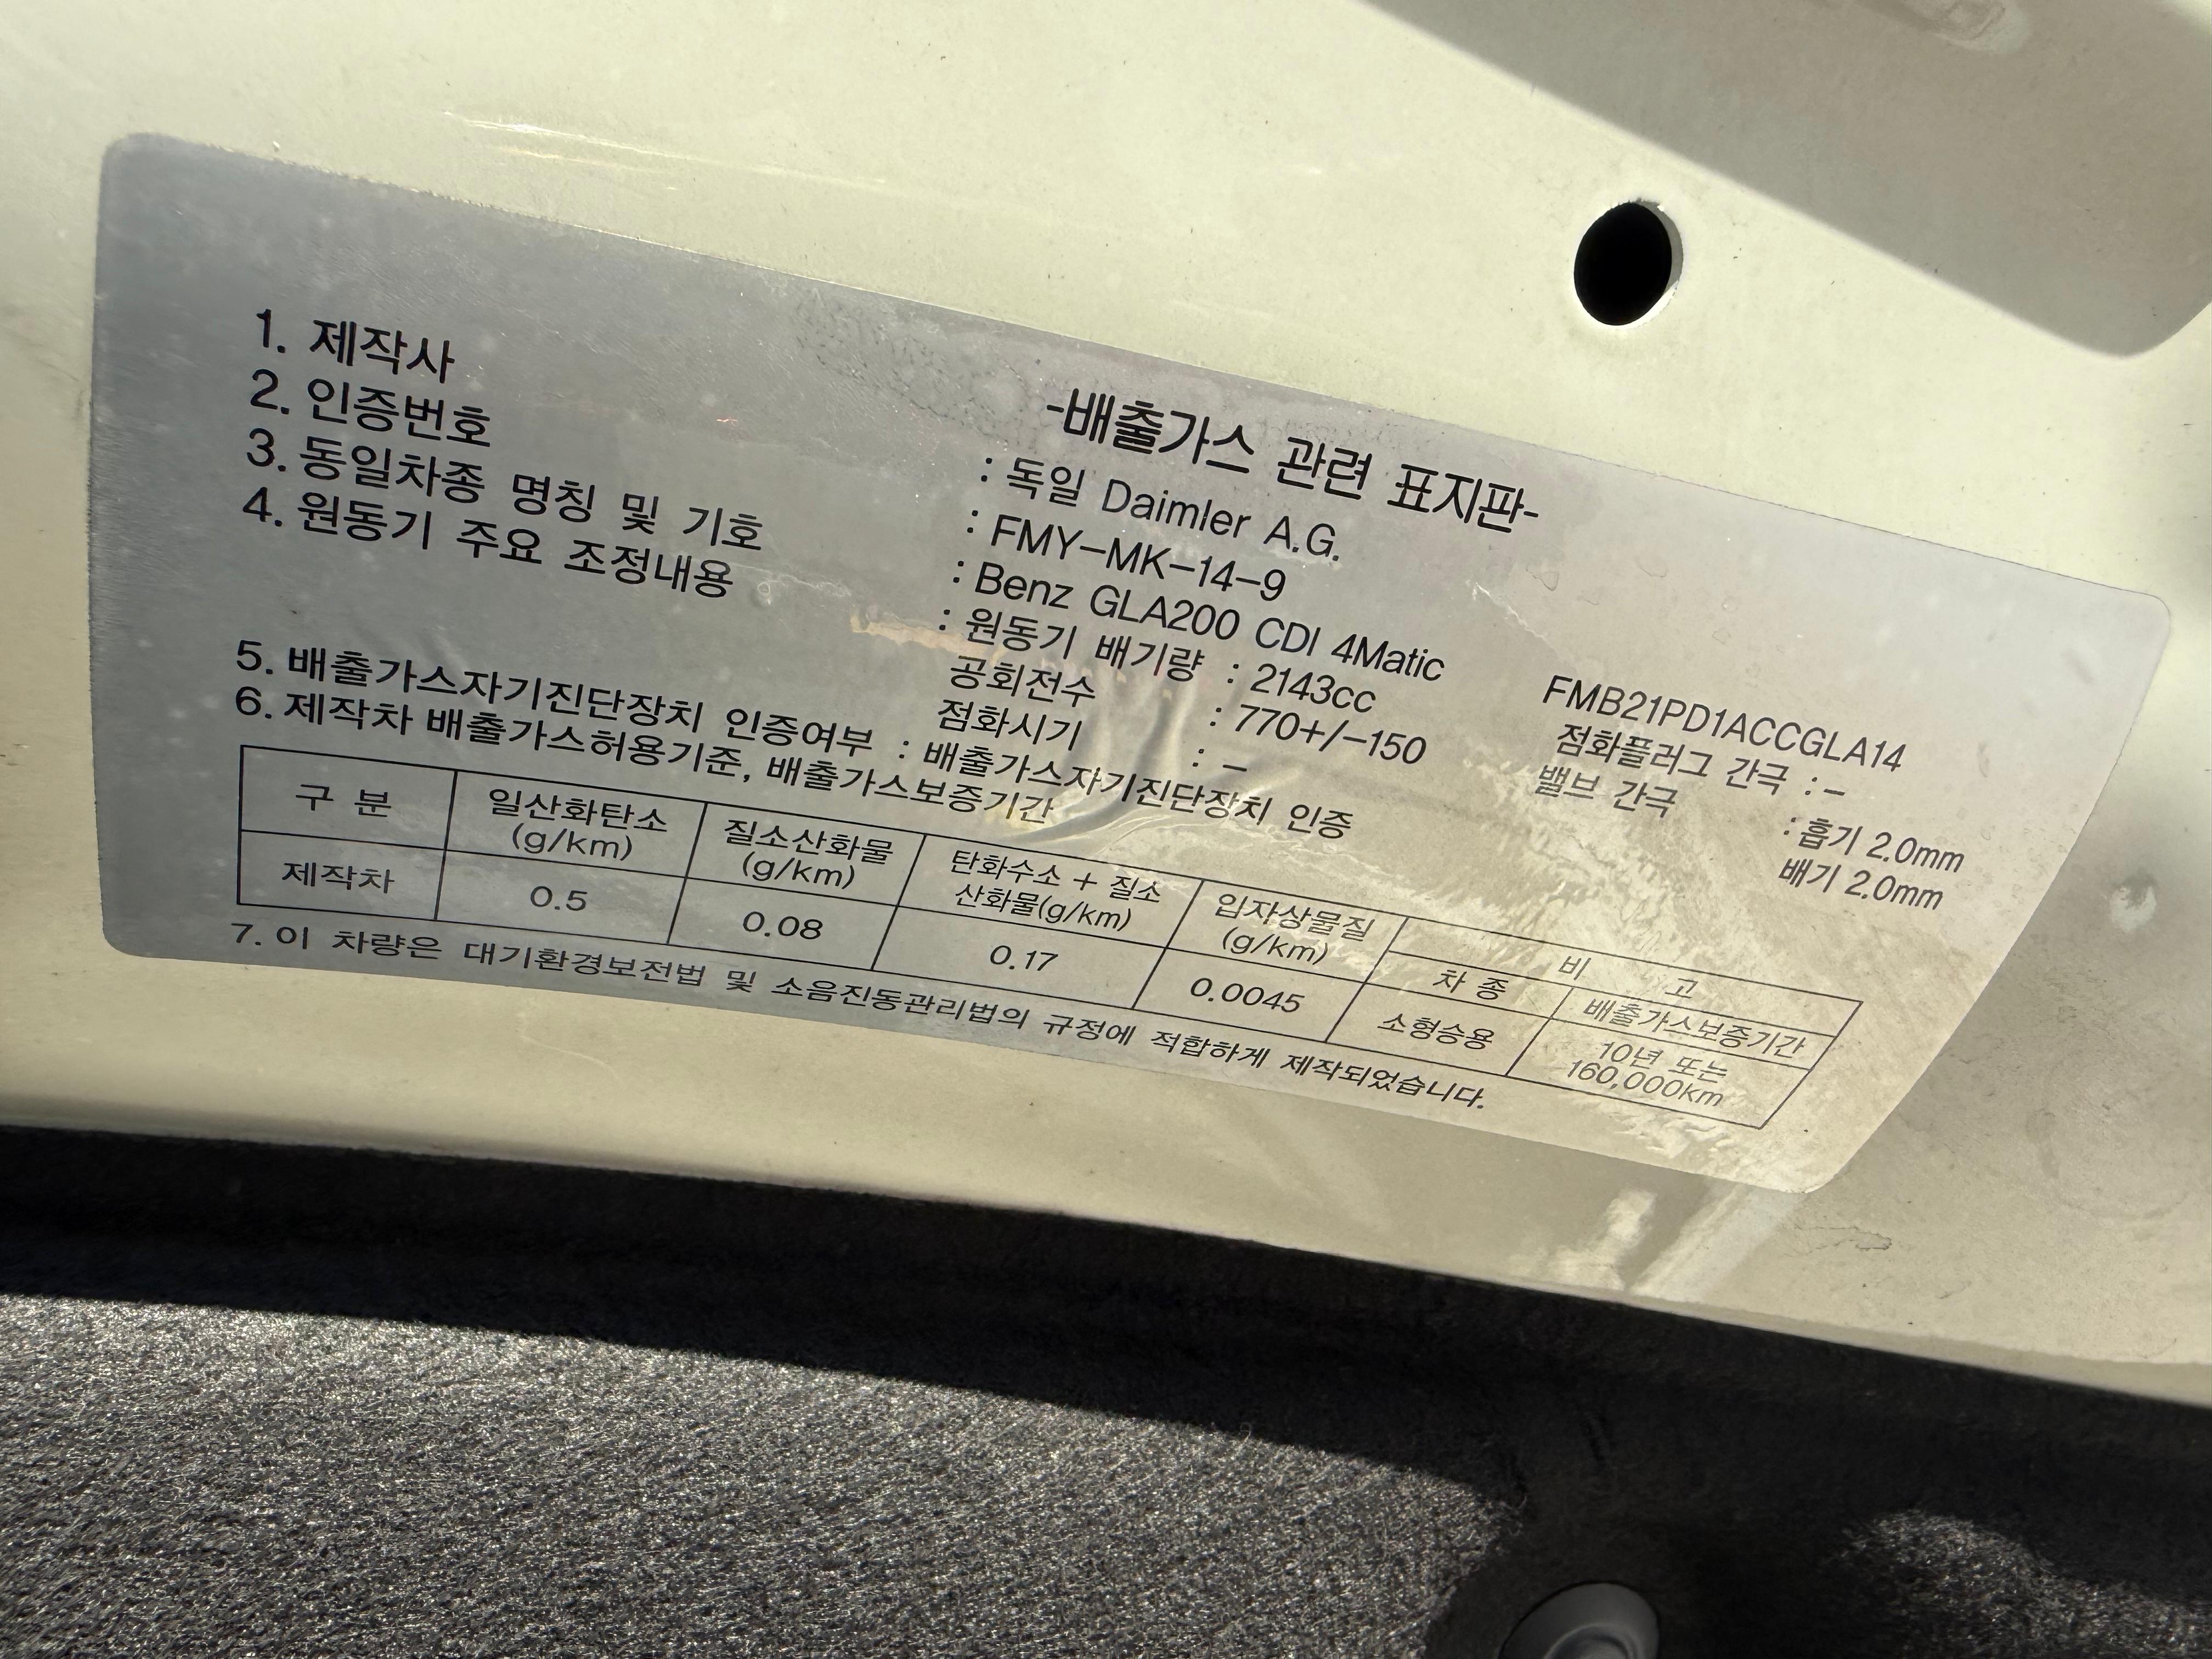 -배출가스 관련 표지판-
1. 제작사 : 독일 Daimler A.G.
2. 인증번호 : FMY-MK-14-9
3. 동일차종 명칭 및 기호 : Benz GLA200 CDI 4Matic FMB21PD1ACCGLA14
4. 원동기 주요 조정내용 : 원동기 배기량 : 2143cc 점화플러그 간극 : -
공회전수 : 770+/-150 밸브 간극 : 흡기 2.0mm
점화시기 : - 배기 2.0mm
5. 배출가스자기진단장치 인증여부 : 배출가스자기진단장치 인증
6. 제작차 배출가스허용기준, 배출가스보증기간
구 분 일산화탄소 (g/km) 질소산화물 (g/km) 탄화수소 + 질소산화물(g/km) 입자상물질 (g/km) 비 고
차 종 배출가스보증기간
제작차 0.5 0.08 0.17 0.0045 소형승용 10년 또는 160,000km
7. 이 차량은 대기환경보전법 및 소음진동관리법의 규정에 적합하게 제작되었습니다.